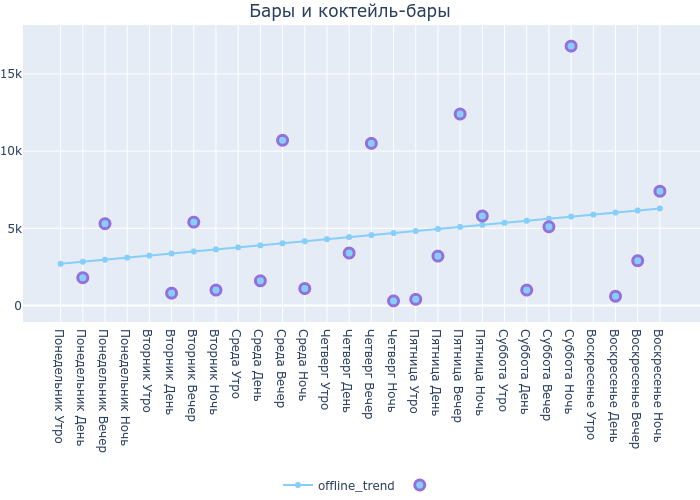 Бары и коктейль-бары
15k
10k
5k
0
Понедельник Утро
Понедельник День
Понедельник Вечер
Понедельник Ночь
Вторник Утро
Вторник День
Вторник Вечер
Вторник Ночь
Среда Утро
Среда День
Среда Вечер
Среда Ночь
Четверг Утро
Четверг День
Четверг Вечер
Четверг Ночь
Пятница Утро
Пятница День
Пятница Вечер
Пятница Ночь
Суббота Утро
Суббота День
Суббота Вечер
Суббота Ночь
Воскресенье Утро
Воскресенье День
Воскресенье Вечер
Воскресенье Ночь
offline_trend